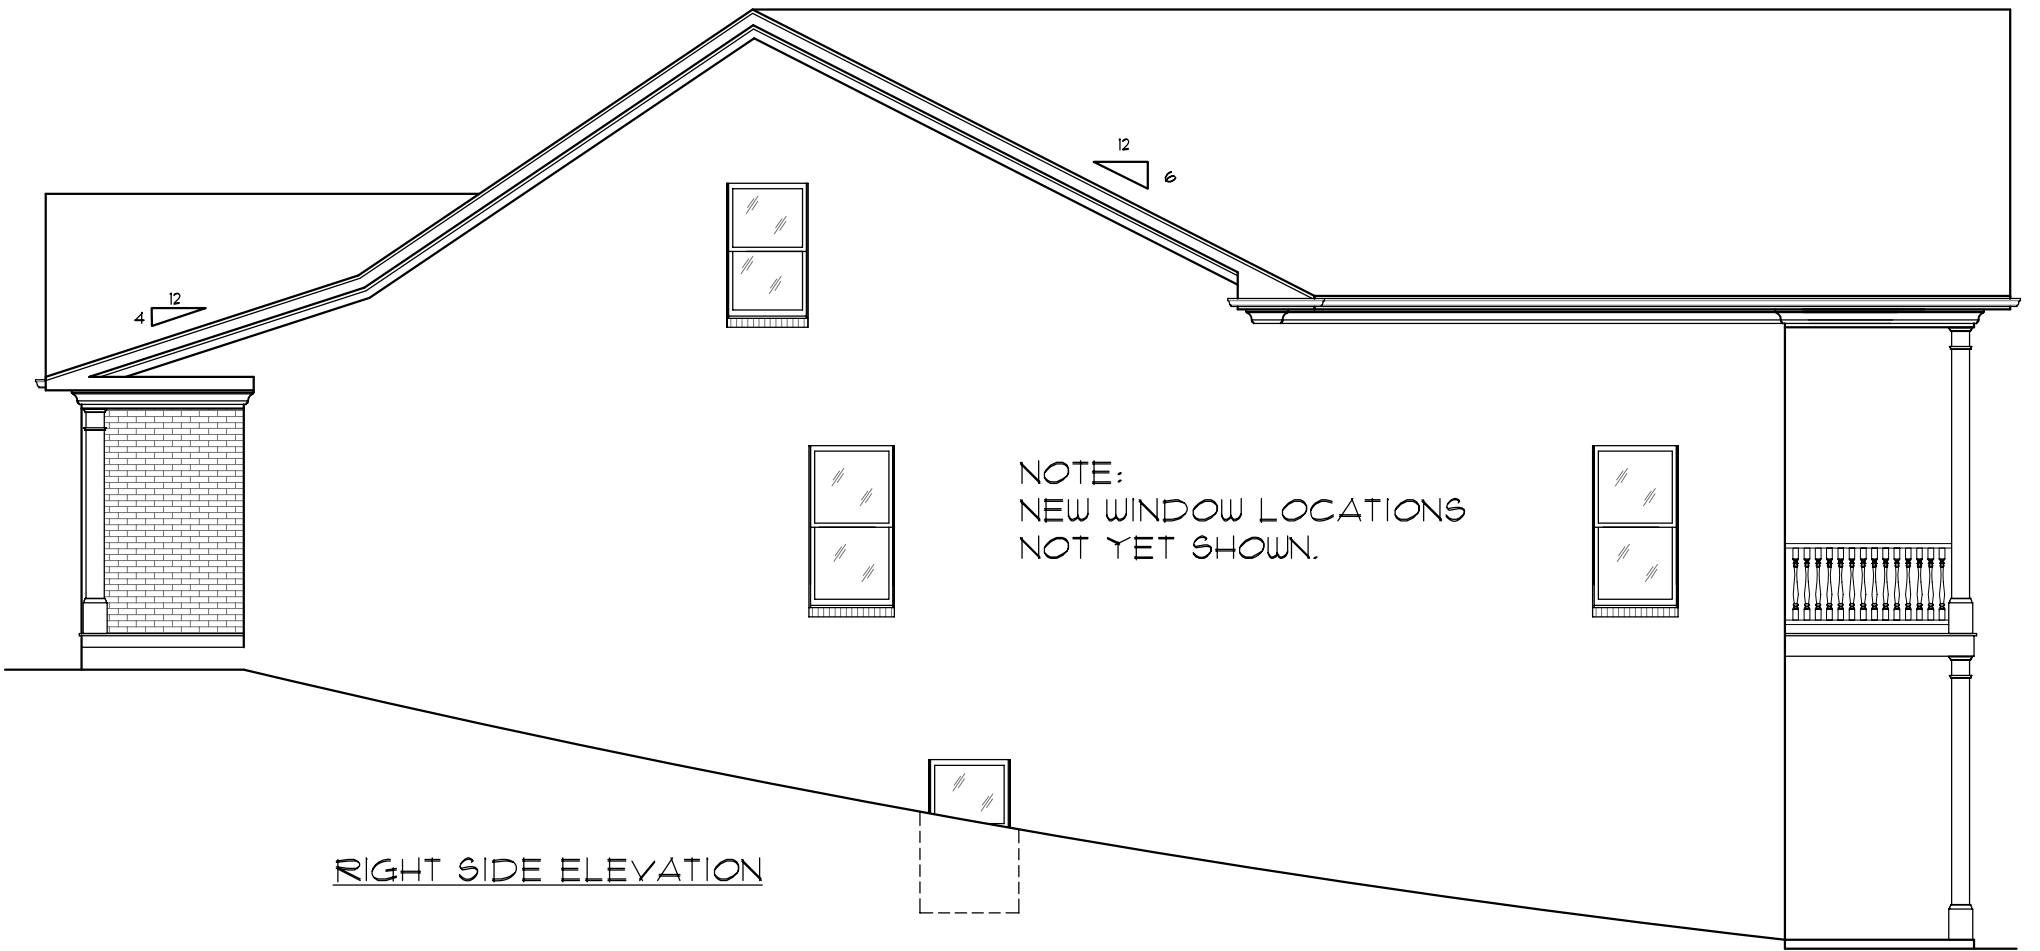 12
6
12
4
NOTE:
NEW WINDOW LOCATIONS
NOT YET SHOWN.
RIGHT SIDE ELEVATION